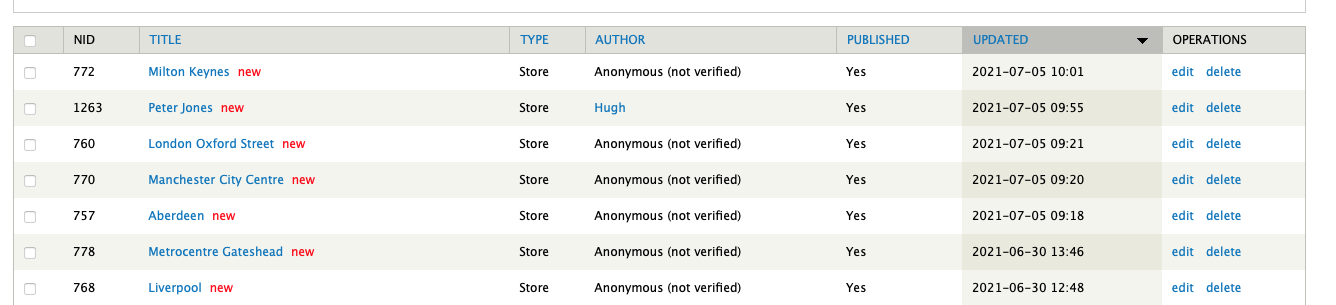 NID TITLE TYPE AUTHOR PUBLISHED UPDATED OPERATIONS
772 Milton Keynes new Store Anonymous (not verified) Yes 2021-07-05 10:01 edit delete
1263 Peter Jones new Store Hugh Yes 2021-07-05 09:55 edit delete
760 London Oxford Street new Store Anonymous (not verified) Yes 2021-07-05 09:21 edit delete
770 Manchester City Centre new Store Anonymous (not verified) Yes 2021-07-05 09:20 edit delete
757 Aberdeen new Store Anonymous (not verified) Yes 2021-07-05 09:18 edit delete
778 Metrocentre Gateshead new Store Anonymous (not verified) Yes 2021-06-30 13:46 edit delete
768 Liverpool new Store Anonymous (not verified) Yes 2021-06-30 12:48 edit delete